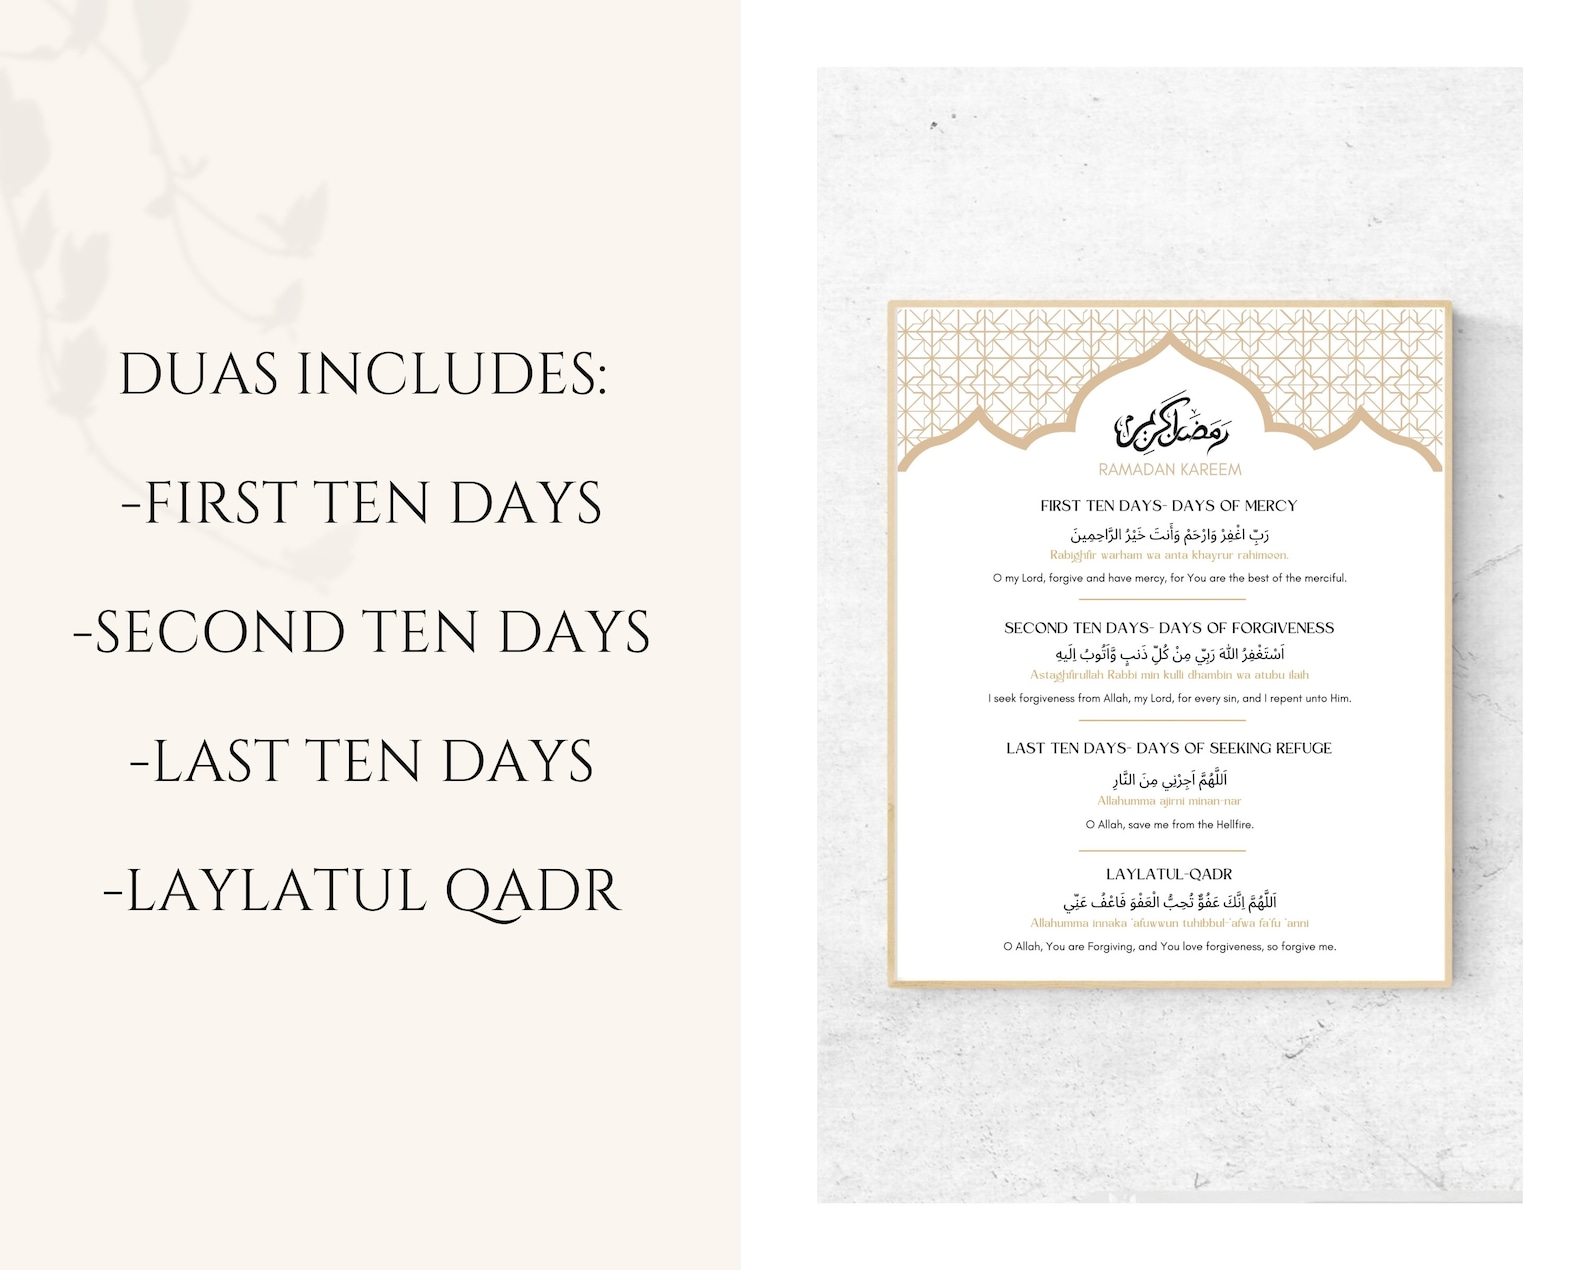 DUAS INCLUDES:
-FIRST TEN DAYS
-SECOND TEN DAYS
-LAST TEN DAYS
-LAYLATUL QADR
رَمَضَان كَرِيم
RAMADAN KAREEM
FIRST TEN DAYS- DAYS OF MERCY
رَبِّ اغْفِرْ وَارْحَمْ وَأَنتَ خَيْرُ الرَّاحِمِينَ
Rabighfir warham wa anta khayrur rahimeen.
O my Lord, forgive and have mercy, for You are the best of the merciful.
SECOND TEN DAYS- DAYS OF FORGIVENESS
اَسْتَغْفِرُ اللهَ رَبِّي مِنْ كُلِّ ذَنبٍ وَّاَتُوبُ اِلَيهِ
Astaghfirullah Rabbi min kulli dhambin wa atubu ilaih
I seek forgiveness from Allah, my Lord, for every sin, and I repent unto Him.
LAST TEN DAYS- DAYS OF SEEKING REFUGE
اَللَّهُمَّ اَجِرْنِي مِنَ النَّارِ
Allahumma ajirni minan-nar
O Allah, save me from the Hellfire.
LAYLATUL-QADR
اَللَّهُمَّ اِنَّكَ عَفُوٌّ تُحِبُّ الْعَفْوَ فَاعْفُ عَنِّي
Allahumma innaka 'afuwwun tuhibbul-'afwa fa'fu 'anni
O Allah, You are Forgiving, and You love forgiveness, so forgive me.